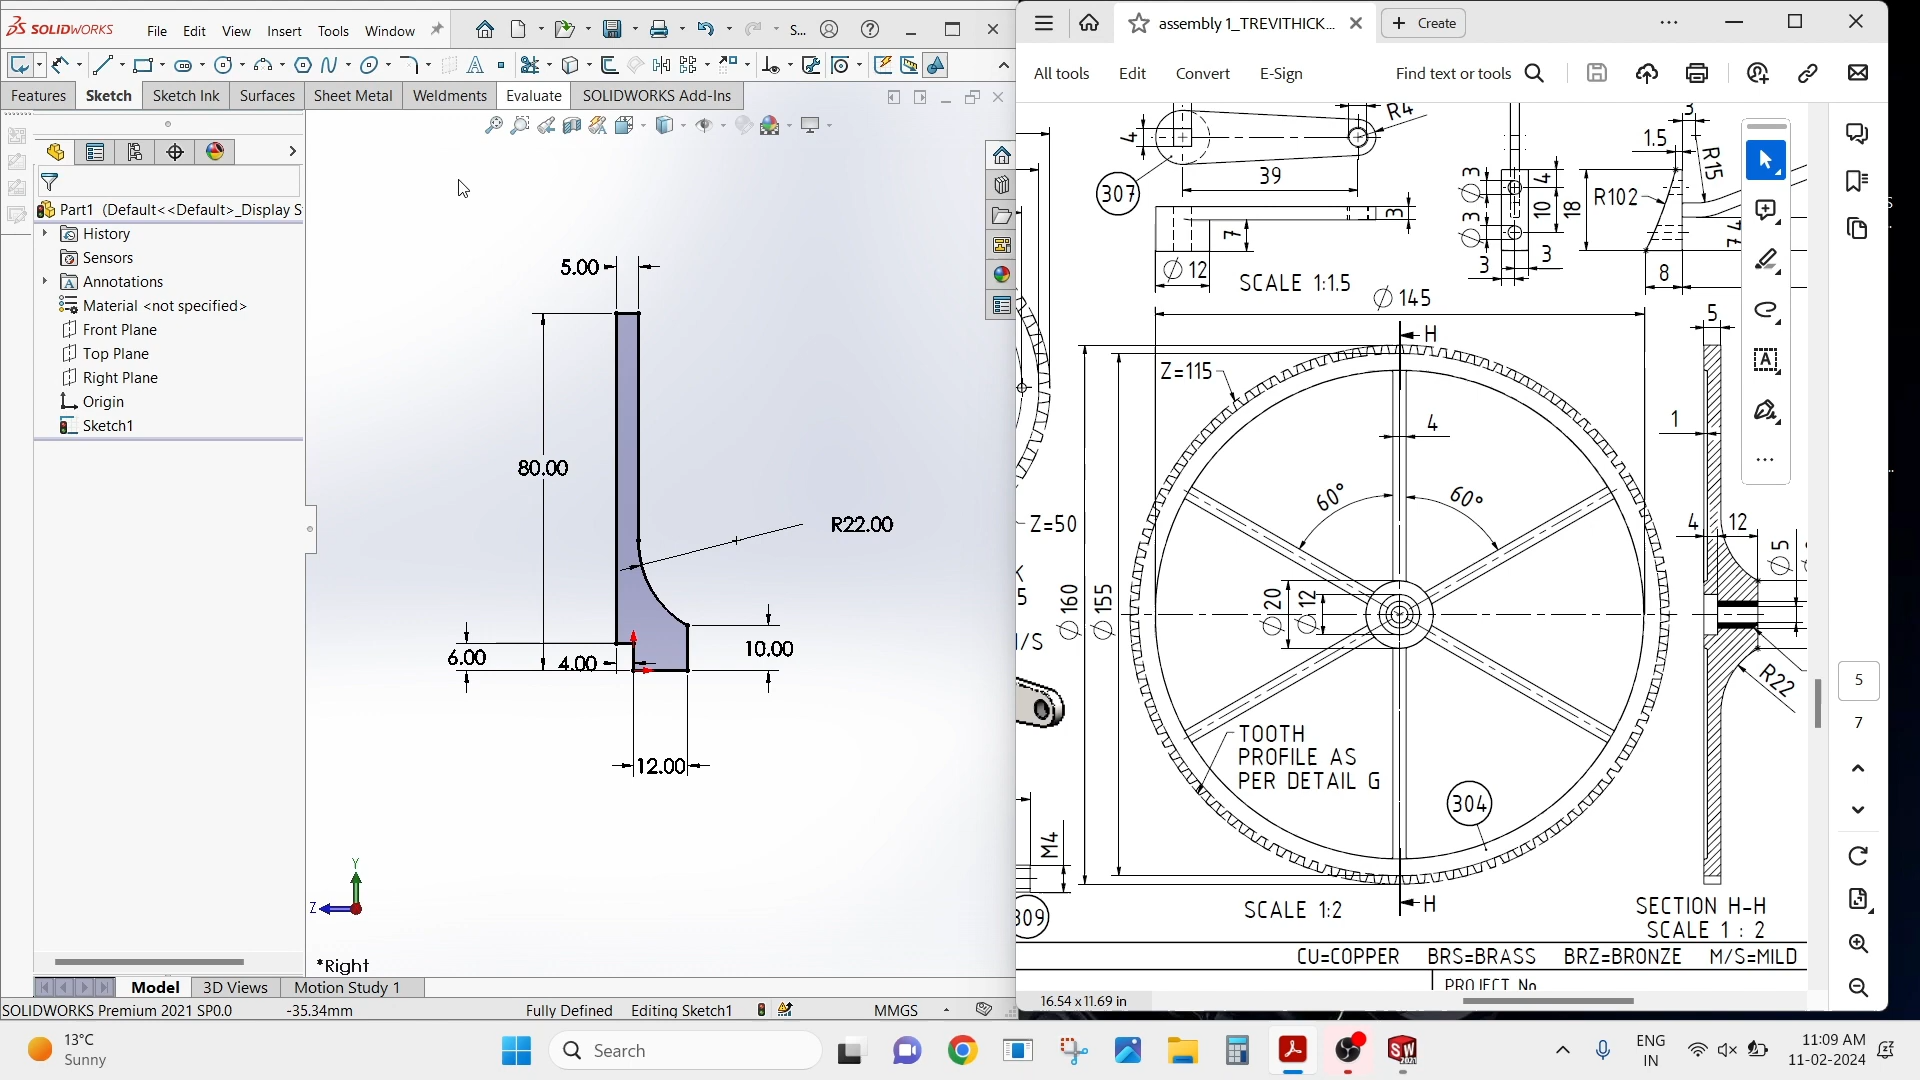 SOLIDWORKS
File Edit View Insert Tools Window
S...
Features Sketch Sketch Ink Surfaces Sheet Metal Weldments Evaluate SOLIDWORKS Add-Ins
Part1 (Default<<Default>_Display S
History
Sensors
Annotations
Material <not specified>
Front Plane
Top Plane
Right Plane
Origin
Sketch1
5.00
80.00
R22.00
6.00
4.00
10.00
12.00
Y
Z
*Right
Model 3D Views Motion Study 1
SOLIDWORKS Premium 2021 SP0.0 -35.34mm Fully Defined Editing Sketch1 MMGS
assembly 1_TREVITHICK...
Create
All tools Edit Convert E-Sign Find text or tools
R4
4
307
39
3
7
∅ 12
SCALE 1:1.5
∅ 3
∅ 3
4
10
18
3
3
3
1.5
R15
R102
8
∅ 145
H
Z=115
4
60°
60°
∅ 160
∅ 155
∅ 20
∅ 12
TOOTH
PROFILE AS
PER DETAIL G
304
SCALE 1:2
H
5
1
4
12
∅ 5
R22
SECTION H-H
SCALE 1 : 2
Z=50
M4
309
CU=COPPER BRS=BRASS BRZ=BRONZE M/S=MILD
PROJECT No
16.54 x 11.69 in
5
7
13°C
Sunny
Search
ENG
IN
11:09 AM
11-02-2024